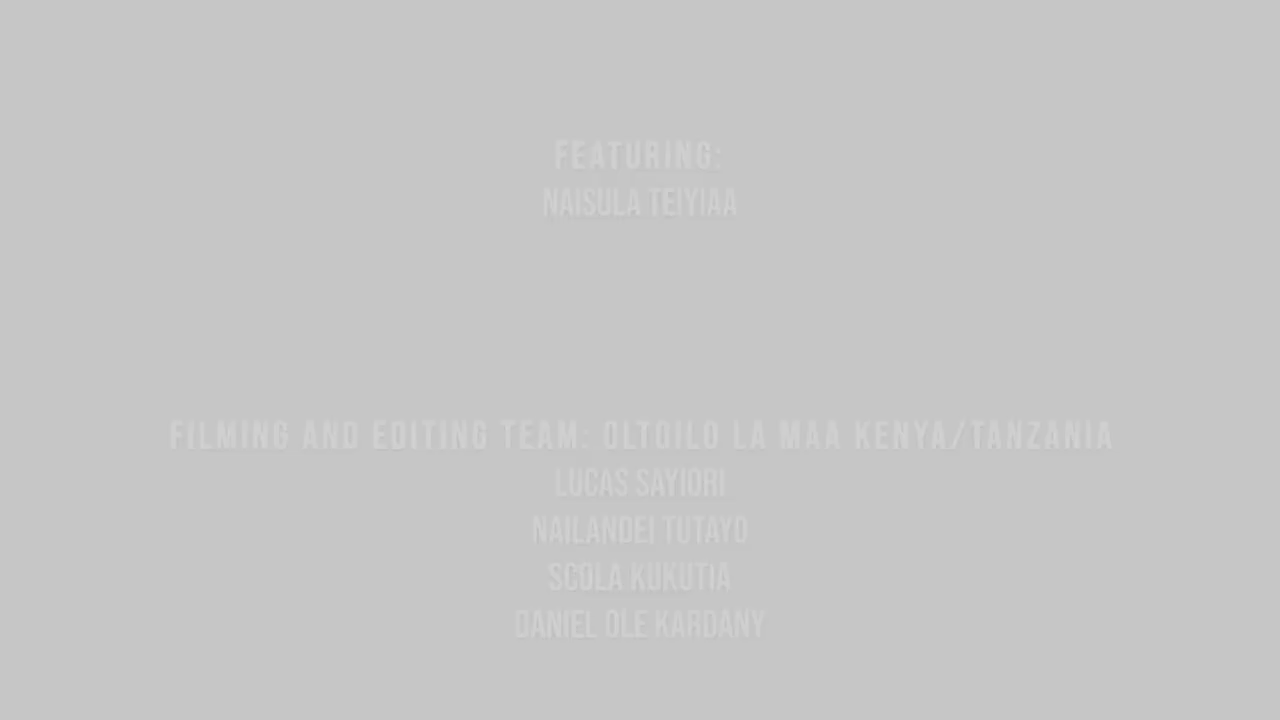 FEATURING:
NAISULA TEIYIAA
FILMING AND EDITING TEAM: OLTOILO LA MAA KENYA/TANZANIA
LUCAS SAYIORI
NAILANDEI TUTAYO
SCOLA KUKUTIA
DANIEL OLE KARDANY